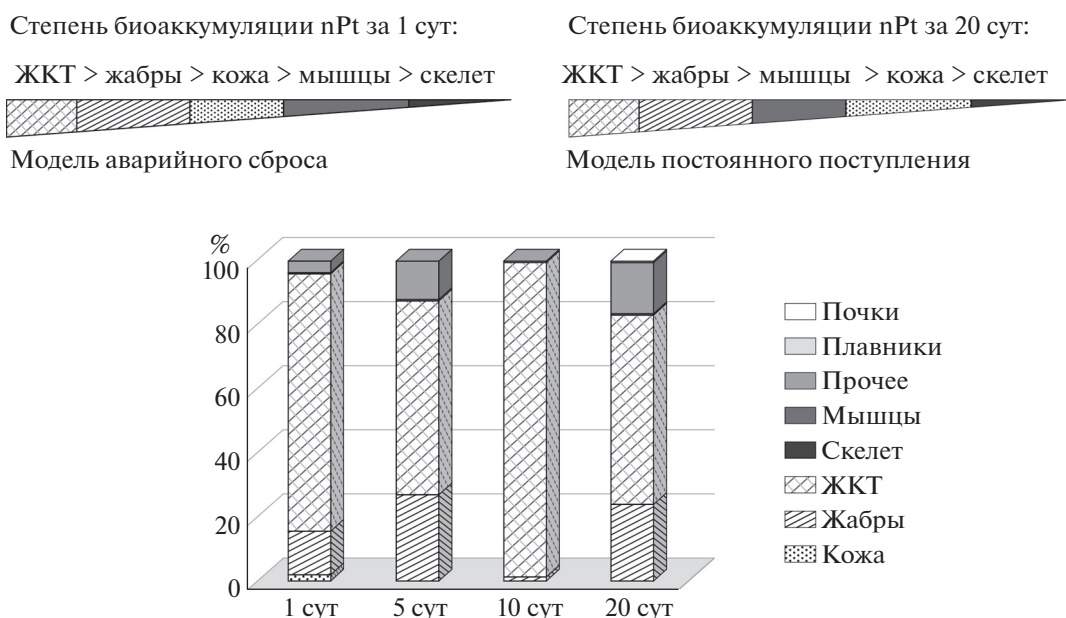 Степень биоаккумуляции nPt за 1 сут:
ЖКТ > жабры > кожа > мышцы > скелет
Модель аварийного сброса
Степень биоаккумуляции nPt за 20 сут:
ЖКТ > жабры > мышцы > кожа > скелет
Модель постоянного поступления
%
100
80
60
40
20
0
1 сут
5 сут
10 сут
20 сут
Почки
Плавники
Прочее
Мышцы
Скелет
ЖКТ
Жабры
Кожа